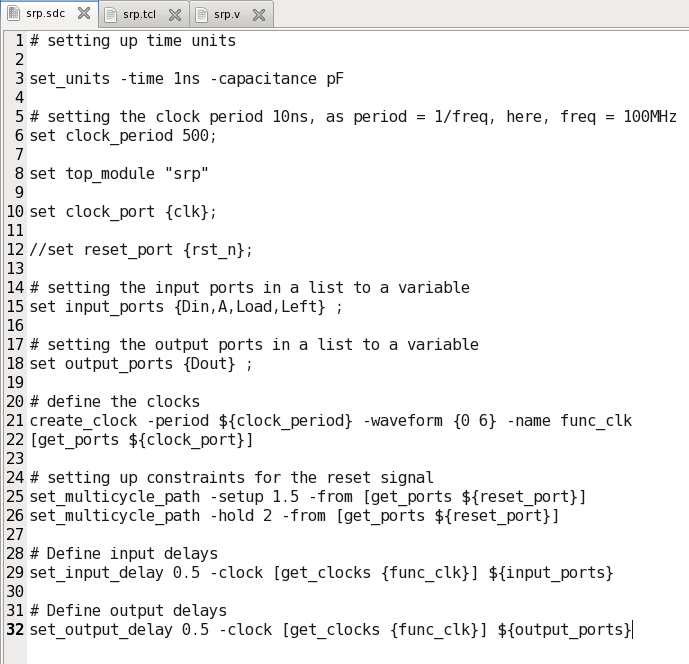 srp.sdc srp.tcl srp.v
1 # setting up time units
2
3 set_units -time 1ns -capacitance pF
4
5 # setting the clock period 10ns, as period = 1/freq, here, freq = 100MHz
6 set clock_period 500;
7
8 set top_module "srp"
9
10 set clock_port {clk};
11
12 //set reset_port {rst_n};
13
14 # setting the input ports in a list to a variable
15 set input_ports {Din,A,Load,Left} ;
16
17 # setting the output ports in a list to a variable
18 set output_ports {Dout} ;
19
20 # define the clocks
21 create_clock -period ${clock_period} -waveform {0 6} -name func_clk
22 [get_ports ${clock_port}]
23
24 # setting up constraints for the reset signal
25 set_multicycle_path -setup 1.5 -from [get_ports ${reset_port}]
26 set_multicycle_path -hold 2 -from [get_ports ${reset_port}]
27
28 # Define input delays
29 set_input_delay 0.5 -clock [get_clocks {func_clk}] ${input_ports}
30
31 # Define output delays
32 set_output_delay 0.5 -clock [get_clocks {func_clk}] ${output_ports}